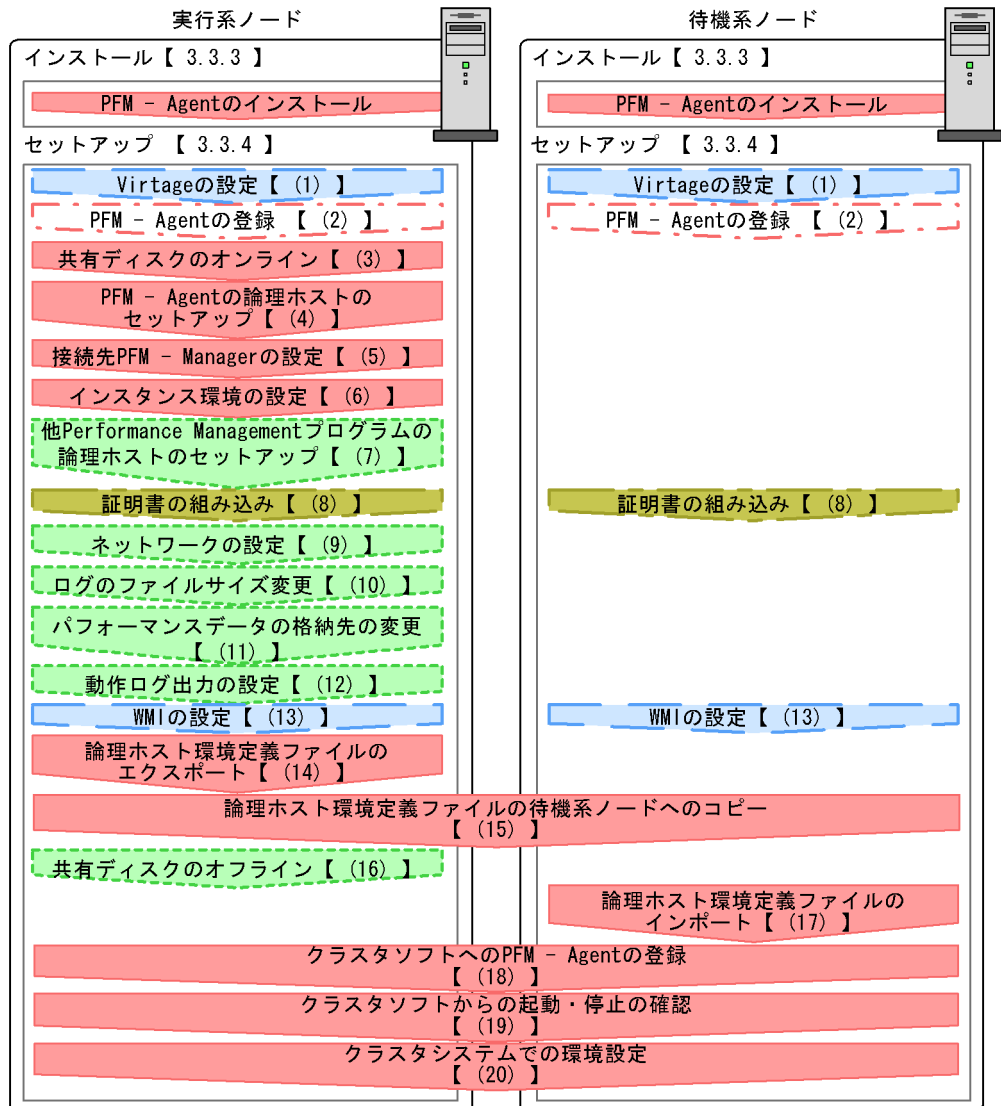 実行系ノード
待機系ノード
インストール【 3.3.3 】
インストール【 3.3.3 】
PFM － Agentのインストール
PFM － Agentのインストール
セットアップ 【 3.3.4 】
セットアップ 【 3.3.4 】
Virtageの設定【 (1) 】
Virtageの設定【 (1) 】
PFM － Agentの登録 【 (2) 】
PFM － Agentの登録 【 (2) 】
共有ディスクのオンライン【 (3) 】
PFM － Agentの論理ホストの
セットアップ【 (4) 】
接続先PFM － Managerの設定【 (5) 】
インスタンス環境の設定【 (6) 】
他Performance Managementプログラムの
論理ホストのセットアップ【 (7) 】
証明書の組み込み【 (8) 】
証明書の組み込み【 (8) 】
ネットワークの設定【 (9) 】
ログのファイルサイズ変更【 (10) 】
パフォーマンスデータの格納先の変更
【 (11) 】
動作ログ出力の設定【 (12) 】
WMIの設定【 (13) 】
WMIの設定【 (13) 】
論理ホスト環境定義ファイルの
エクスポート【 (14) 】
論理ホスト環境定義ファイルの待機系ノードへのコピー
【 (15) 】
共有ディスクのオフライン【 (16) 】
論理ホスト環境定義ファイルの
インポート【 (17) 】
クラスタソフトへのPFM － Agentの登録
【 (18) 】
クラスタソフトからの起動・停止の確認
【 (19) 】
クラスタシステムでの環境設定
【 (20) 】